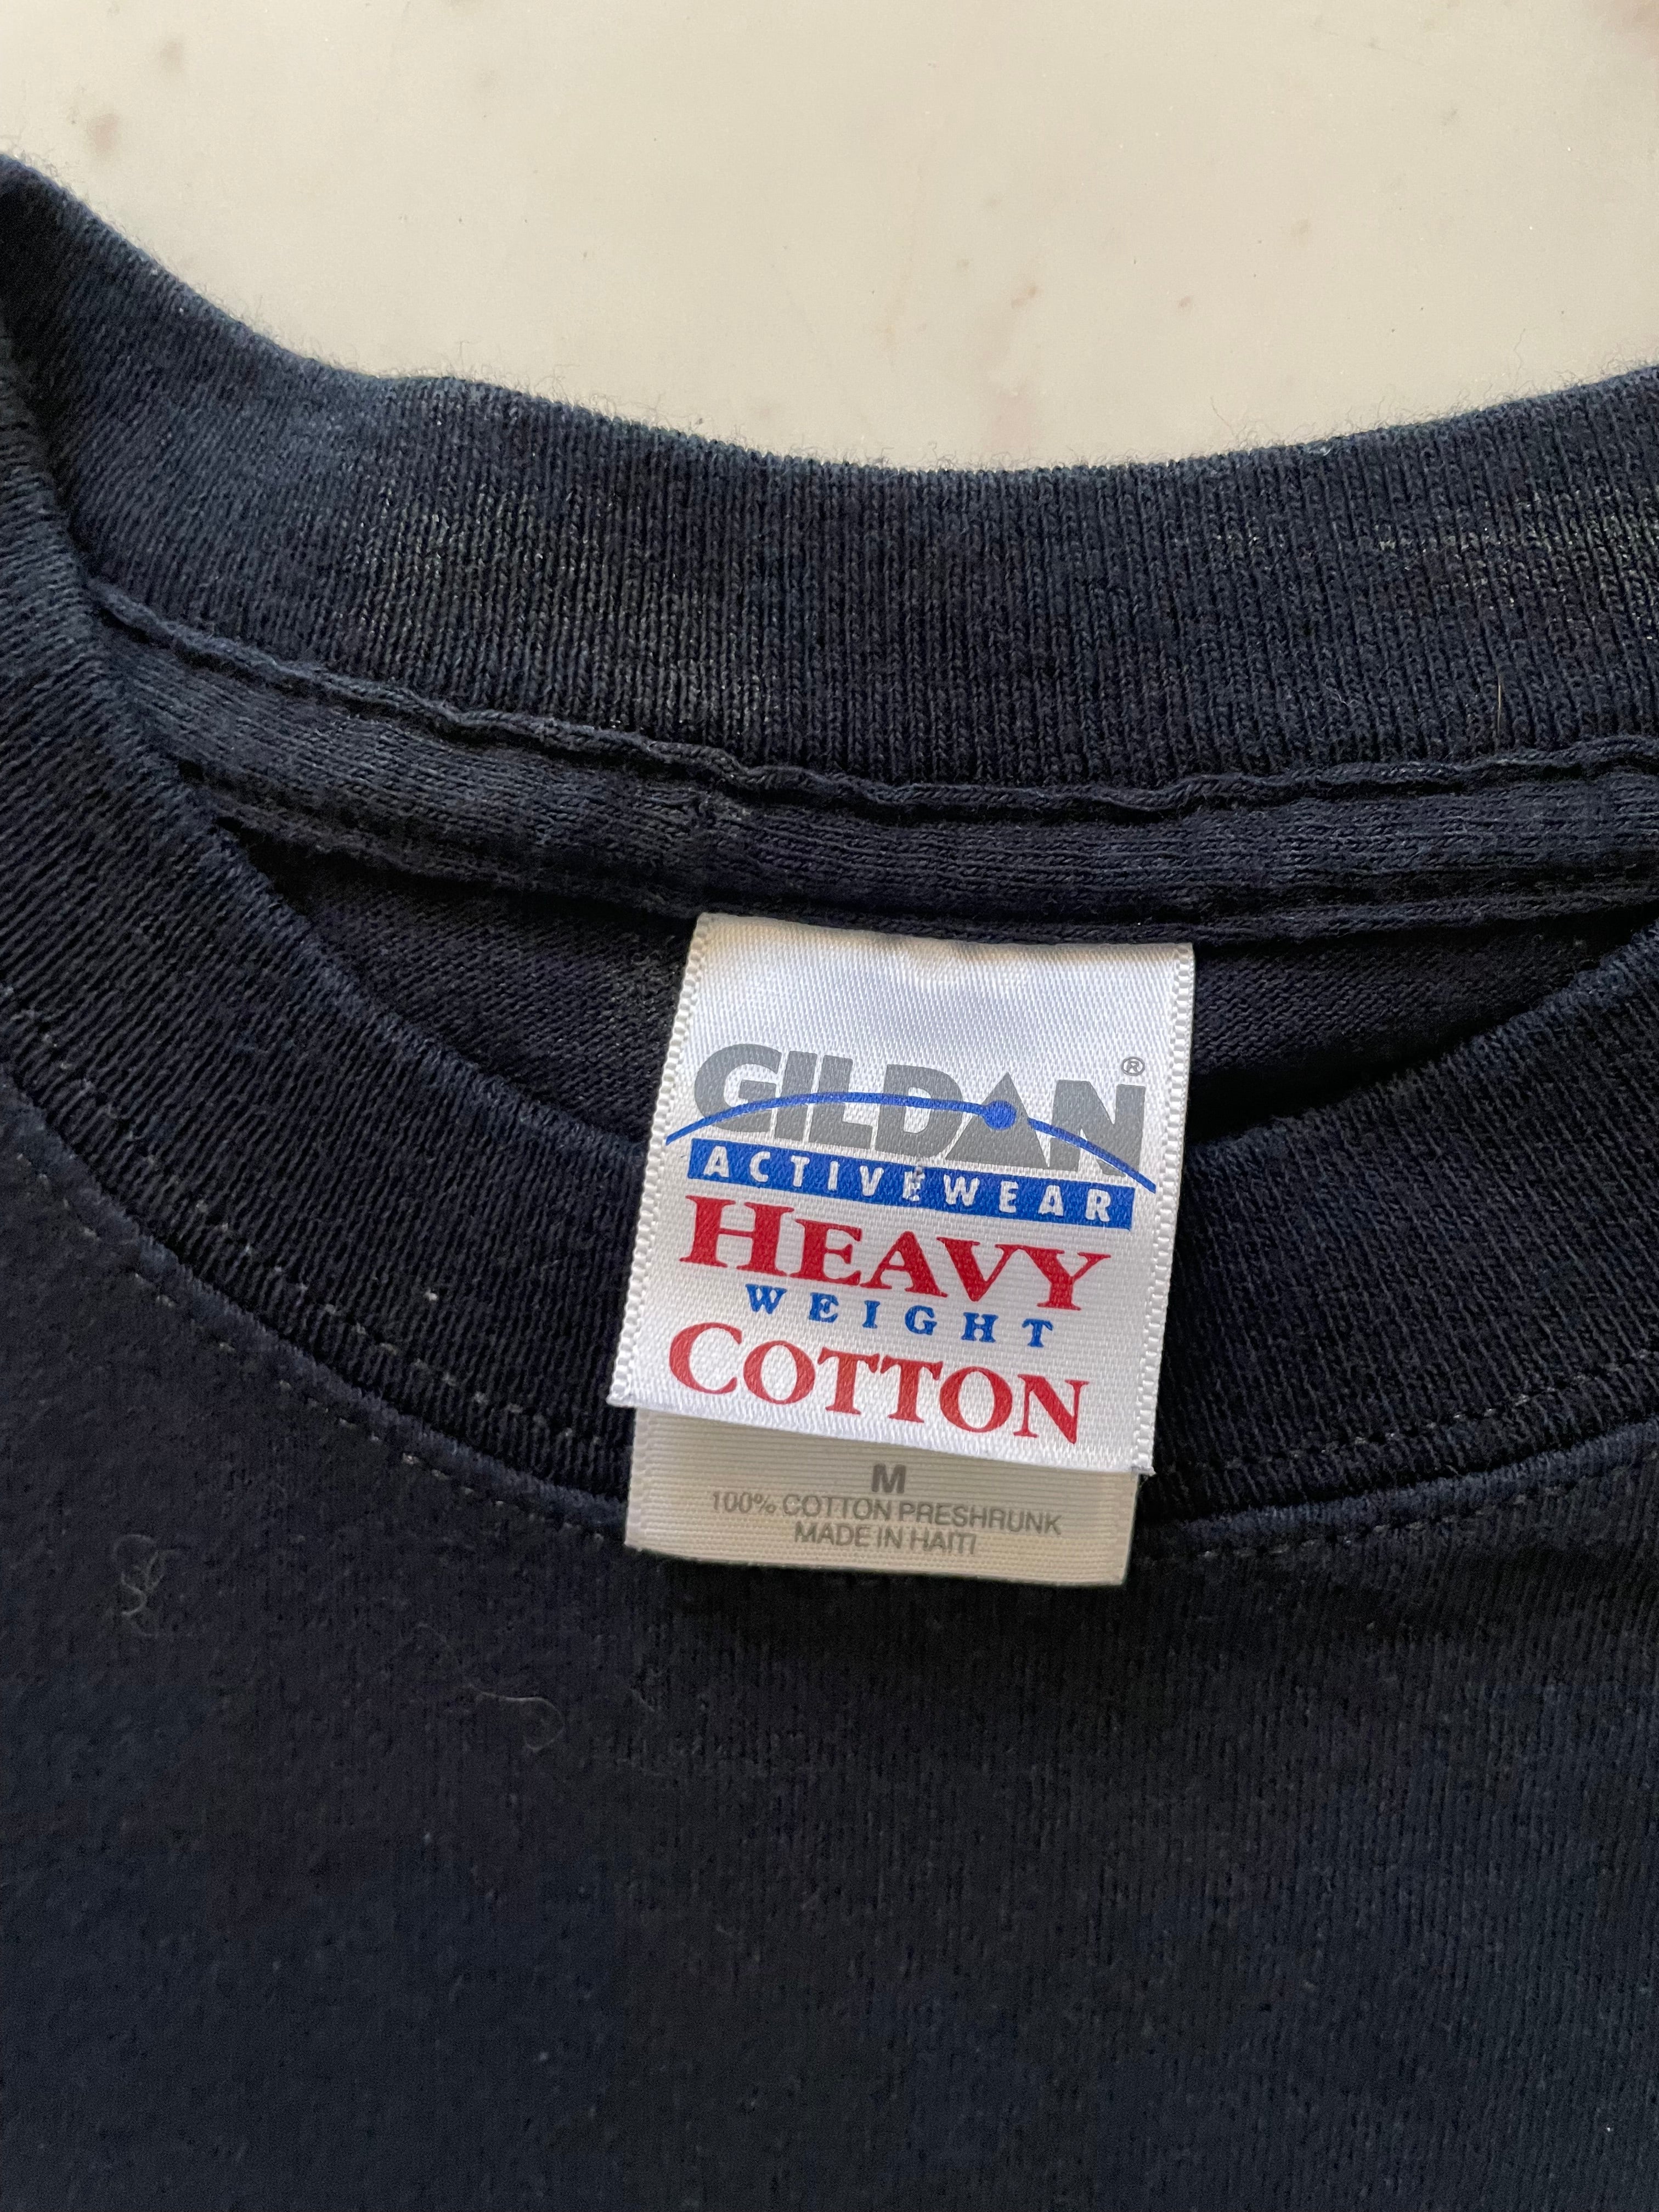 GILDAN®
ACTIVEWEAR
HEAVY
WEIGHT
COTTON
M
100% COTTON PRESHRUNK
MADE IN HAITI